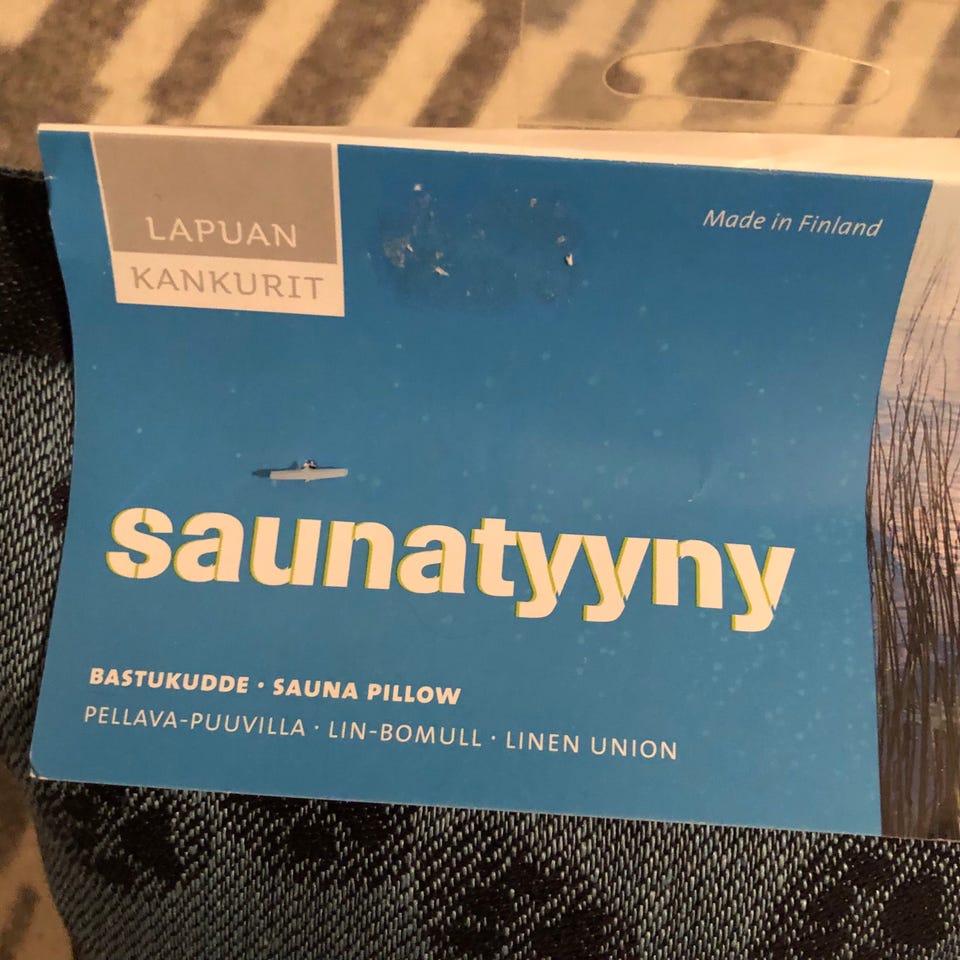 LAPUAN
KANKURIT
Made in Finland
saunatyyny
BASTUKUDDE · SAUNA PILLOW
PELLAVA-PUUVILLA · LIN-BOMULL · LINEN UNION